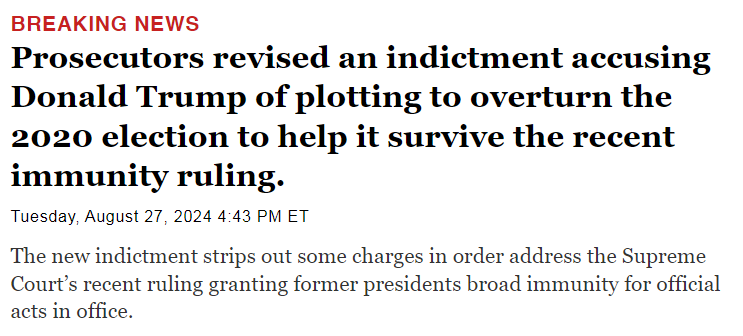 BREAKING NEWS
Prosecutors revised an indictment accusing
Donald Trump of plotting to overturn the
2020 election to help it survive the recent
immunity ruling.
Tuesday, August 27, 2024 4:43 PM ET
The new indictment strips out some charges in order address the Supreme
Court’s recent ruling granting former presidents broad immunity for official
acts in office.